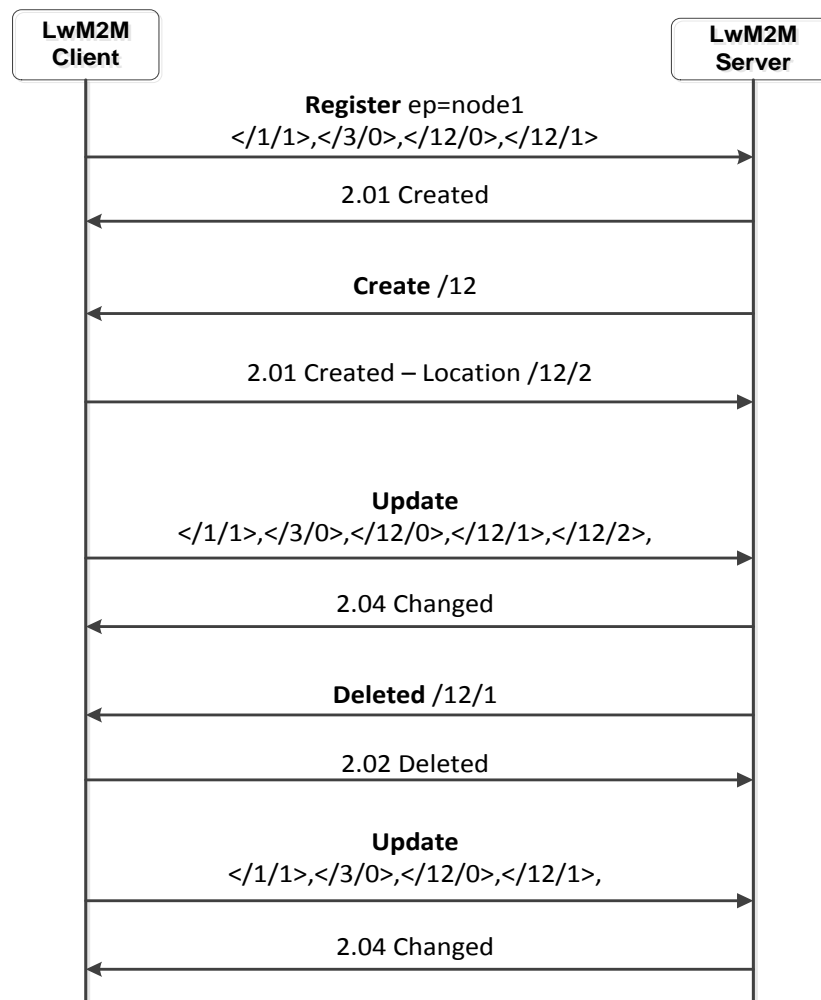 LwM2M
Client
LwM2M
Server
Register ep=node1
</1/1>,</3/0>,</12/0>,</12/1>
2.01 Created
Create /12
2.01 Created – Location /12/2
Update
</1/1>,</3/0>,</12/0>,</12/1>,</12/2>,
2.04 Changed
Deleted /12/1
2.02 Deleted
Update
</1/1>,</3/0>,</12/0>,</12/1>,
2.04 Changed